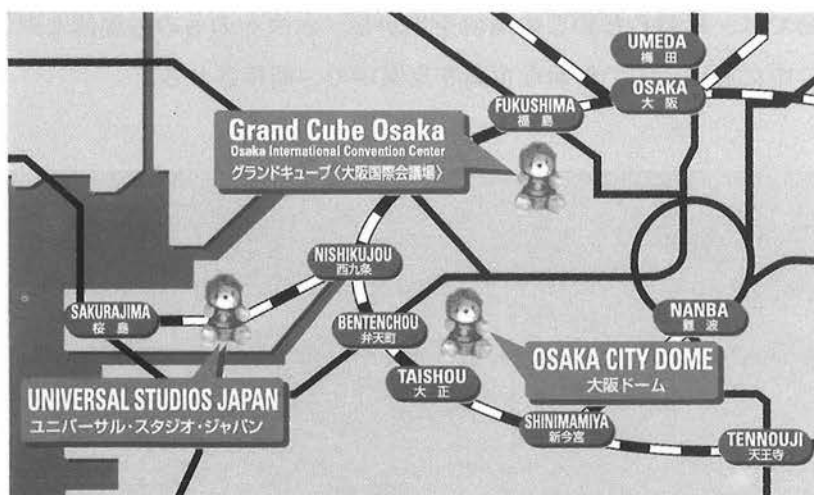 UMEDA
梅田
OSAKA
大阪
FUKUSHIMA
福島
Grand Cube Osaka
Osaka International Convention Center
グランドキューブ〈大阪国際会議場〉
NISHIKUJOU
西九条
SAKURAJIMA
桜島
BENTENCHOU
弁天町
NANBA
難波
OSAKA CITY DOME
大阪ドーム
TAISHOU
大正
UNIVERSAL STUDIOS JAPAN
ユニバーサル・スタジオ・ジャパン
SHINIMAMIYA
新今宮
TENNOUJI
天王寺